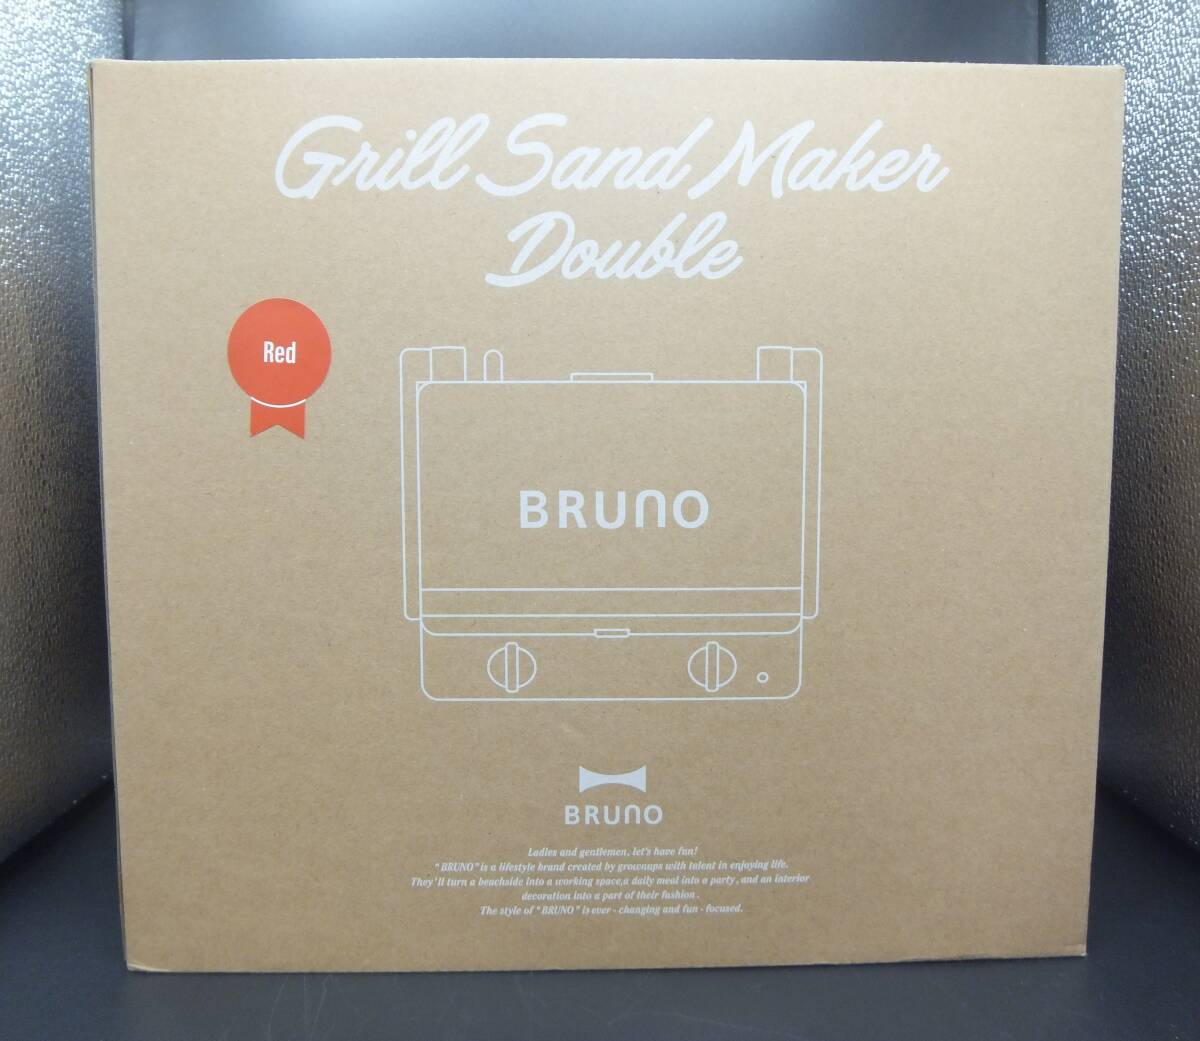 Grill Sand Maker
Double
Red
BRUNO
BRUNO
Ladies and gentlemen, let's have fun!
"BRUNO" is a lifestyle brand created by grownups with talent in enjoying life.
They'll turn a beachside into a working space,a daily meal into a party, and an interior
decoration into a part of their fashion.
The style of "BRUNO" is ever - changing and fun - focused.